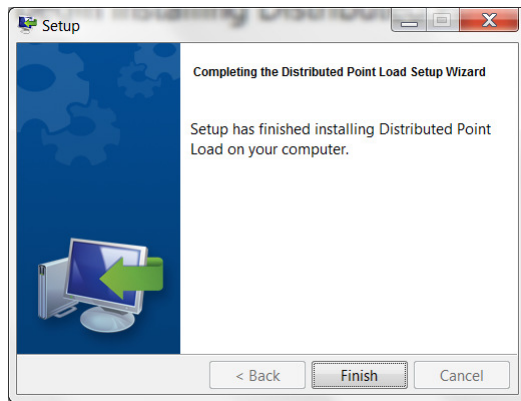 Setup
Completing the Distributed Point Load Setup Wizard
Setup has finished installing Distributed Point
Load on your computer.
< Back
Finish
Cancel